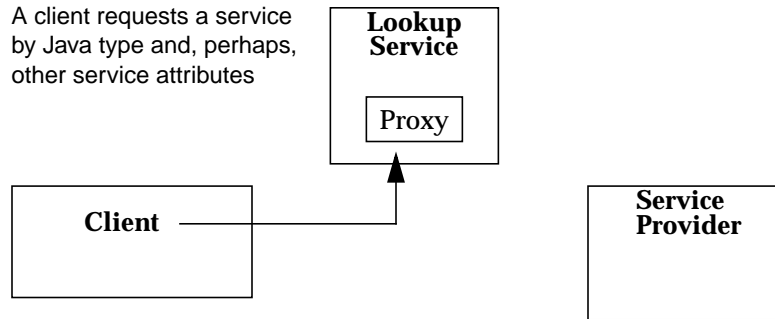 A client requests a service
by Java type and, perhaps,
other service attributes
Lookup
Service
Proxy
Client
Service
Provider